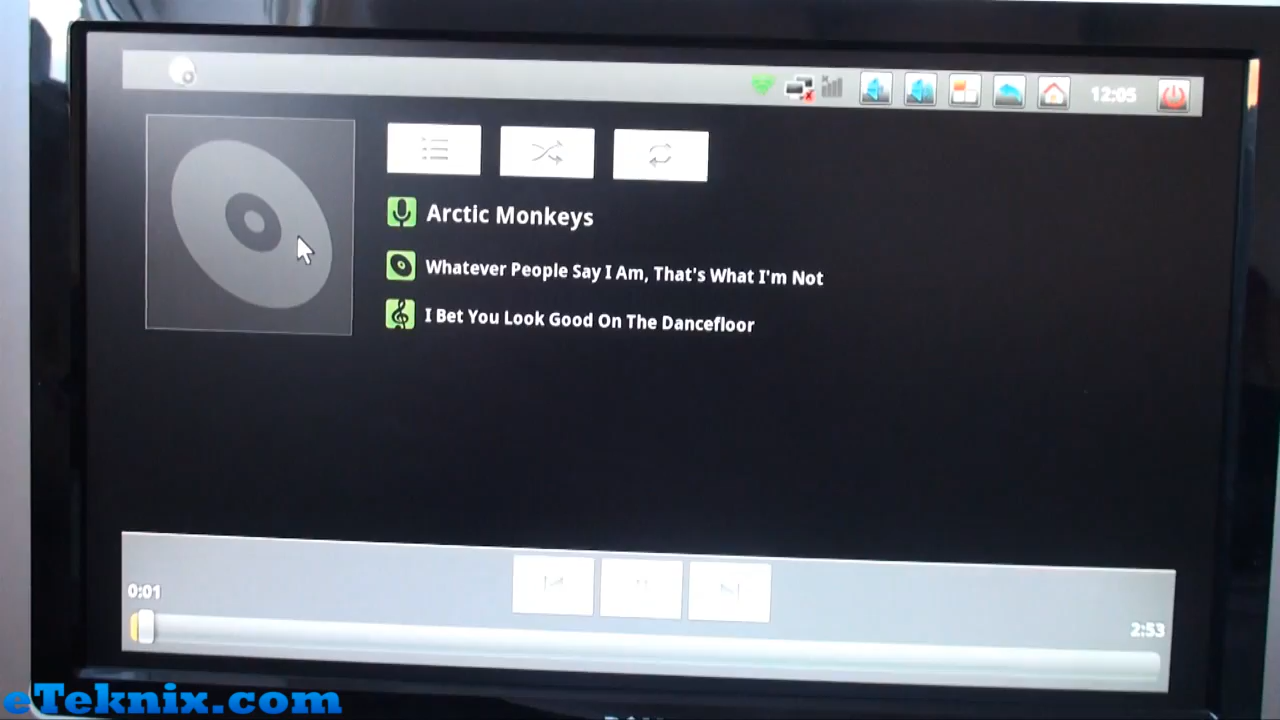 12:05
Arctic Monkeys
Whatever People Say I Am, That's What I'm Not
I Bet You Look Good On The Dancefloor
0:01
2:53
eTeknix.com